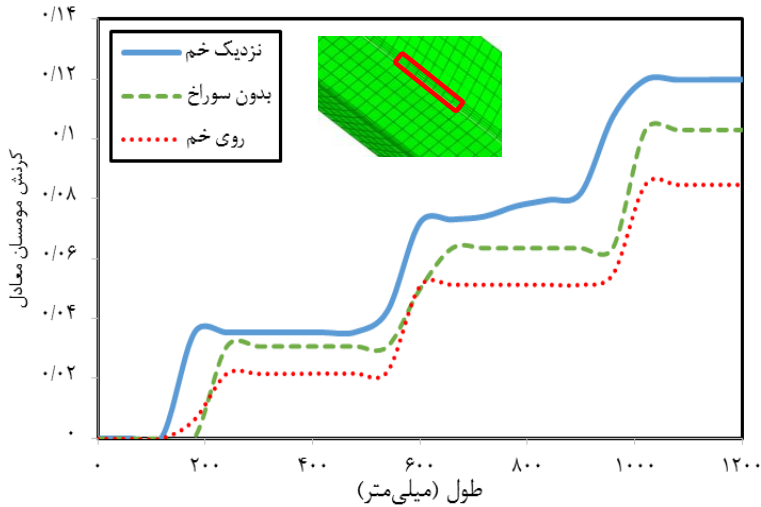 ۰/۱۴
۰/۱۲
۰/۱
۰/۰۸
۰/۰۶
۰/۰۴
۰/۰۲
۰
کرنش مومسان معادل
نزدیک خم
بدون سوراخ
روی خم
۰ ۲۰۰ ۴۰۰ ۶۰۰ ۸۰۰ ۱۰۰۰ ۱۲۰۰
طول (میلی‌متر)